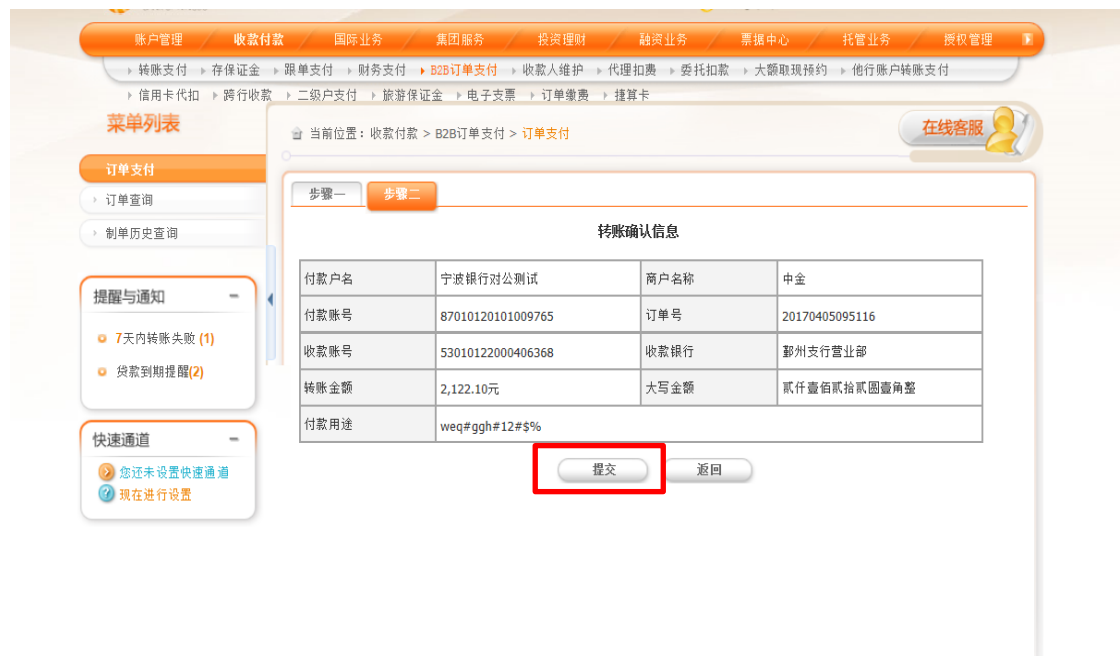 账户管理 收款付款 国际业务 集团服务 投资理财 融资业务 票据中心 托管业务 授权管理
转账支付 存保证金 跟单支付 财务支付 B2B订单支付 收款人维护 代理扣费 委托扣款 大额取现预约 他行账户转账支付
信用卡代扣 跨行收款 二级户支付 旅游保证金 电子支票 订单缴费 捷算卡
菜单列表
当前位置：收款付款 > B2B订单支付 > 订单支付
在线客服
订单支付
订单查询
制单历史查询
步骤一 步骤二
转账确认信息
付款户名 宁波银行对公测试 商户名称 中金
付款账号 87010120101009765 订单号 20170405095116
收款账号 53010122000406368 收款银行 鄞州支行营业部
转账金额 2,122.10元 大写金额 贰仟壹佰贰拾贰圆壹角整
付款用途 weq#ggh#12#$%
提交 返回
提醒与通知
7天内转账失败 (1)
贷款到期提醒(2)
快速通道
您还未设置快速通道
现在进行设置